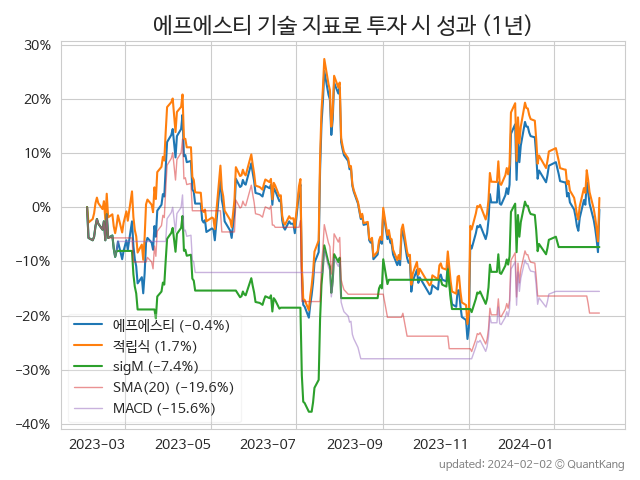 에프에스티 기술 지표로 투자 시 성과 (1년)
30%
20%
10%
0%
−10%
−20%
−30%
−40%
에프에스티 (−0.4%)
적립식 (1.7%)
sigM (−7.4%)
SMA(20) (−19.6%)
MACD (−15.6%)
2023-03 2023-05 2023-07 2023-09 2023-11 2024-01
updated: 2024-02-02 © QuantKang